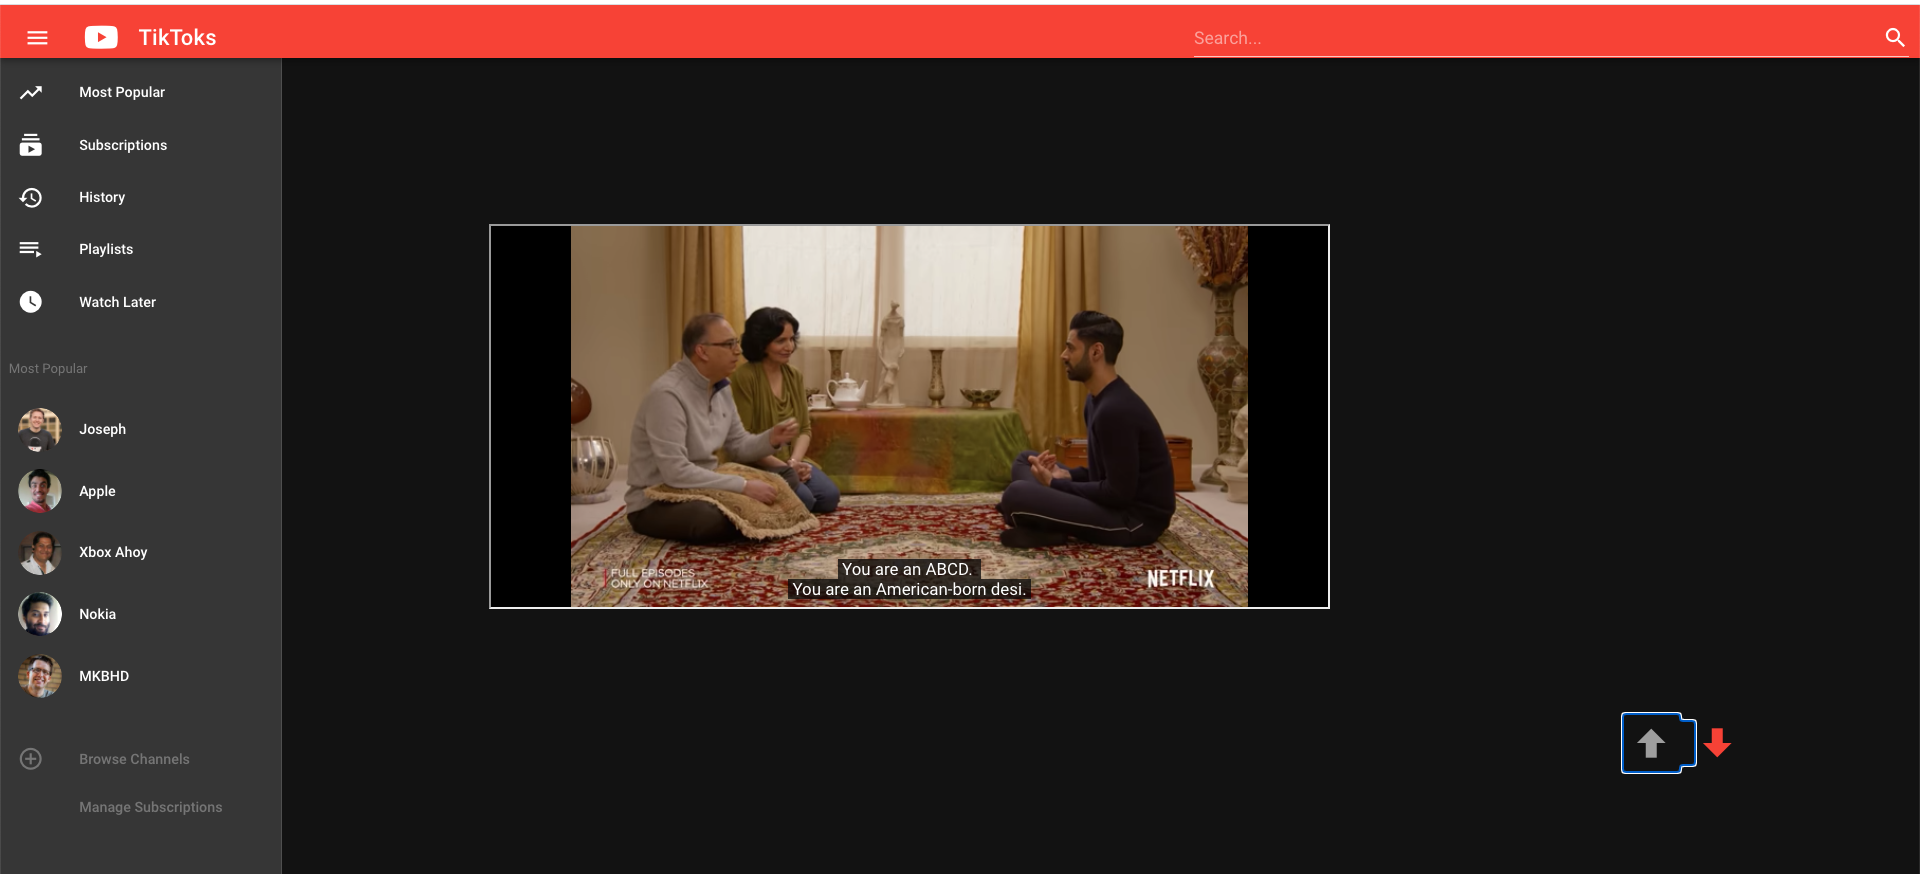 TikToks
Search...
Most Popular
Subscriptions
History
Playlists
Watch Later
Most Popular
Joseph
Apple
Xbox Ahoy
Nokia
MKBHD
Browse Channels
Manage Subscriptions
FULL EPISODES
ONLY ON NETFLIX
You are an ABCD.
You are an American-born desi.
NETFLIX